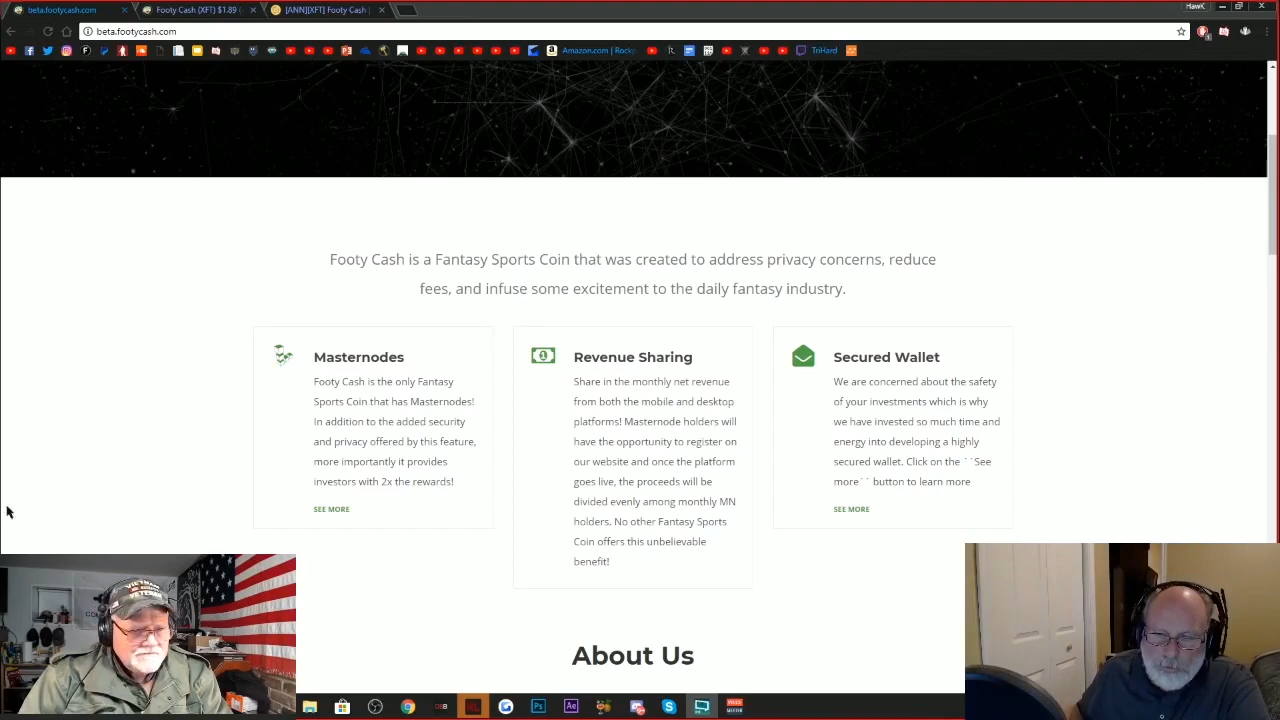 beta.footycash.com
Footy Cash (XFT) $1.89
[ANN][XFT] Footy Cash
HawK
beta.footycash.com
Amazon.com | Rock
TriHard
Footy Cash is a Fantasy Sports Coin that was created to address privacy concerns, reduce
fees, and infuse some excitement to the daily fantasy industry.
Masternodes
Footy Cash is the only Fantasy
Sports Coin that has Masternodes!
In addition to the added security
and privacy offered by this feature,
more importantly it provides
investors with 2x the rewards!
SEE MORE
Revenue Sharing
Share in the monthly net revenue
from both the mobile and desktop
platforms! Masternode holders will
have the opportunity to register on
our website and once the platform
goes live, the proceeds will be
divided evenly among monthly MN
holders. No other Fantasy Sports
Coin offers this unbelievable
benefit!
Secured Wallet
We are concerned about the safety
of your investments which is why
we have invested so much time and
energy into developing a highly
secured wallet. Click on the ``See
more`` button to learn more
SEE MORE
About Us
VIETNAM
VETERAN